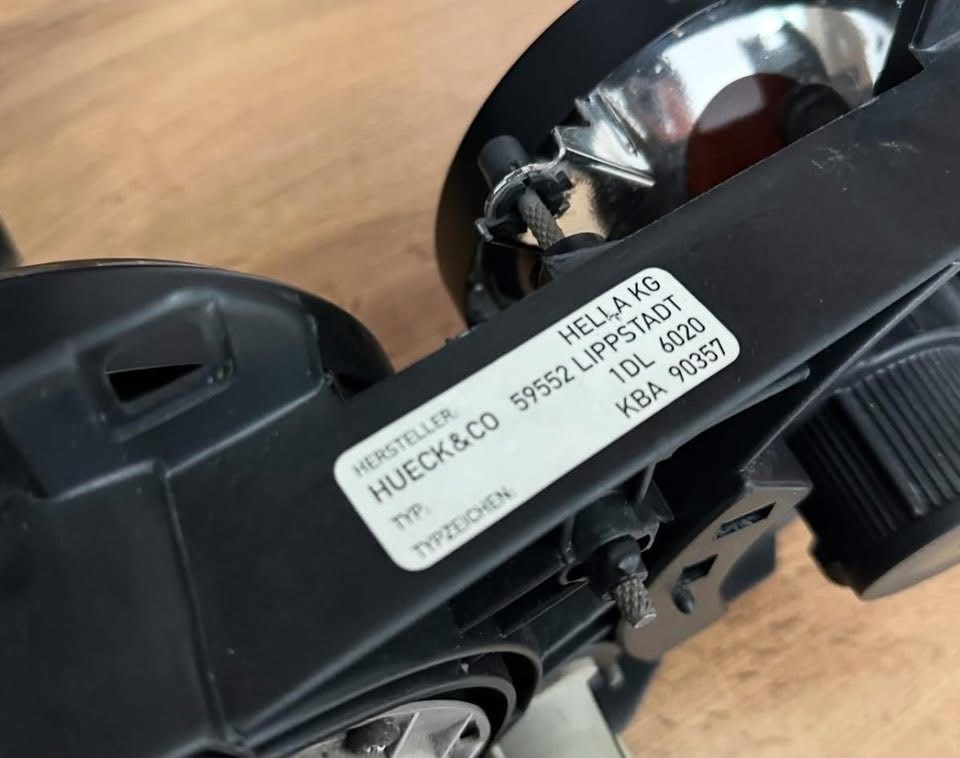 HERSTELLER:
HUECK&CO HELLA KG
59552 LIPPSTADT
TYP: 1DL 6020
TYPZEICHEN: KBA 90357